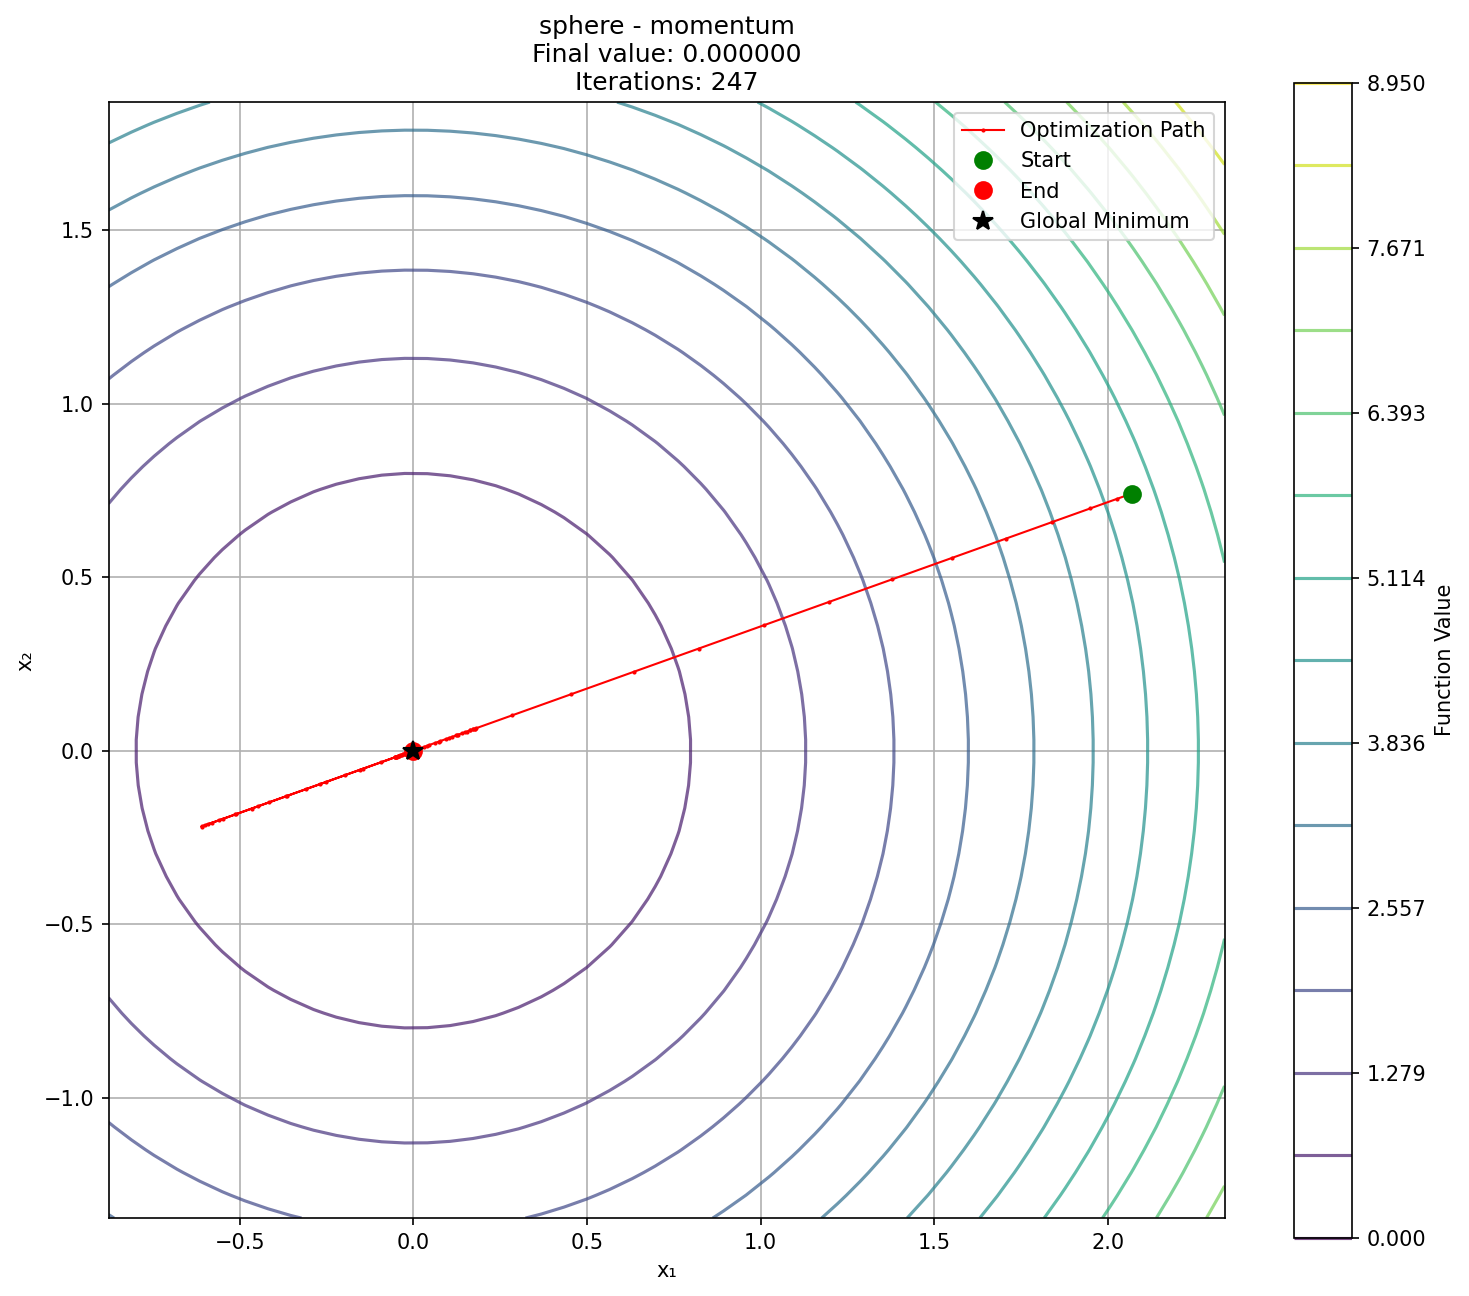 sphere - momentum
Final value: 0.000000
Iterations: 247
Optimization Path
Start
End
Global Minimum
1.5
1.0
0.5
0.0
−0.5
−1.0
x₂
−0.5
0.0
0.5
1.0
1.5
2.0
x₁
8.950
7.671
6.393
5.114
3.836
2.557
1.279
0.000
Function Value